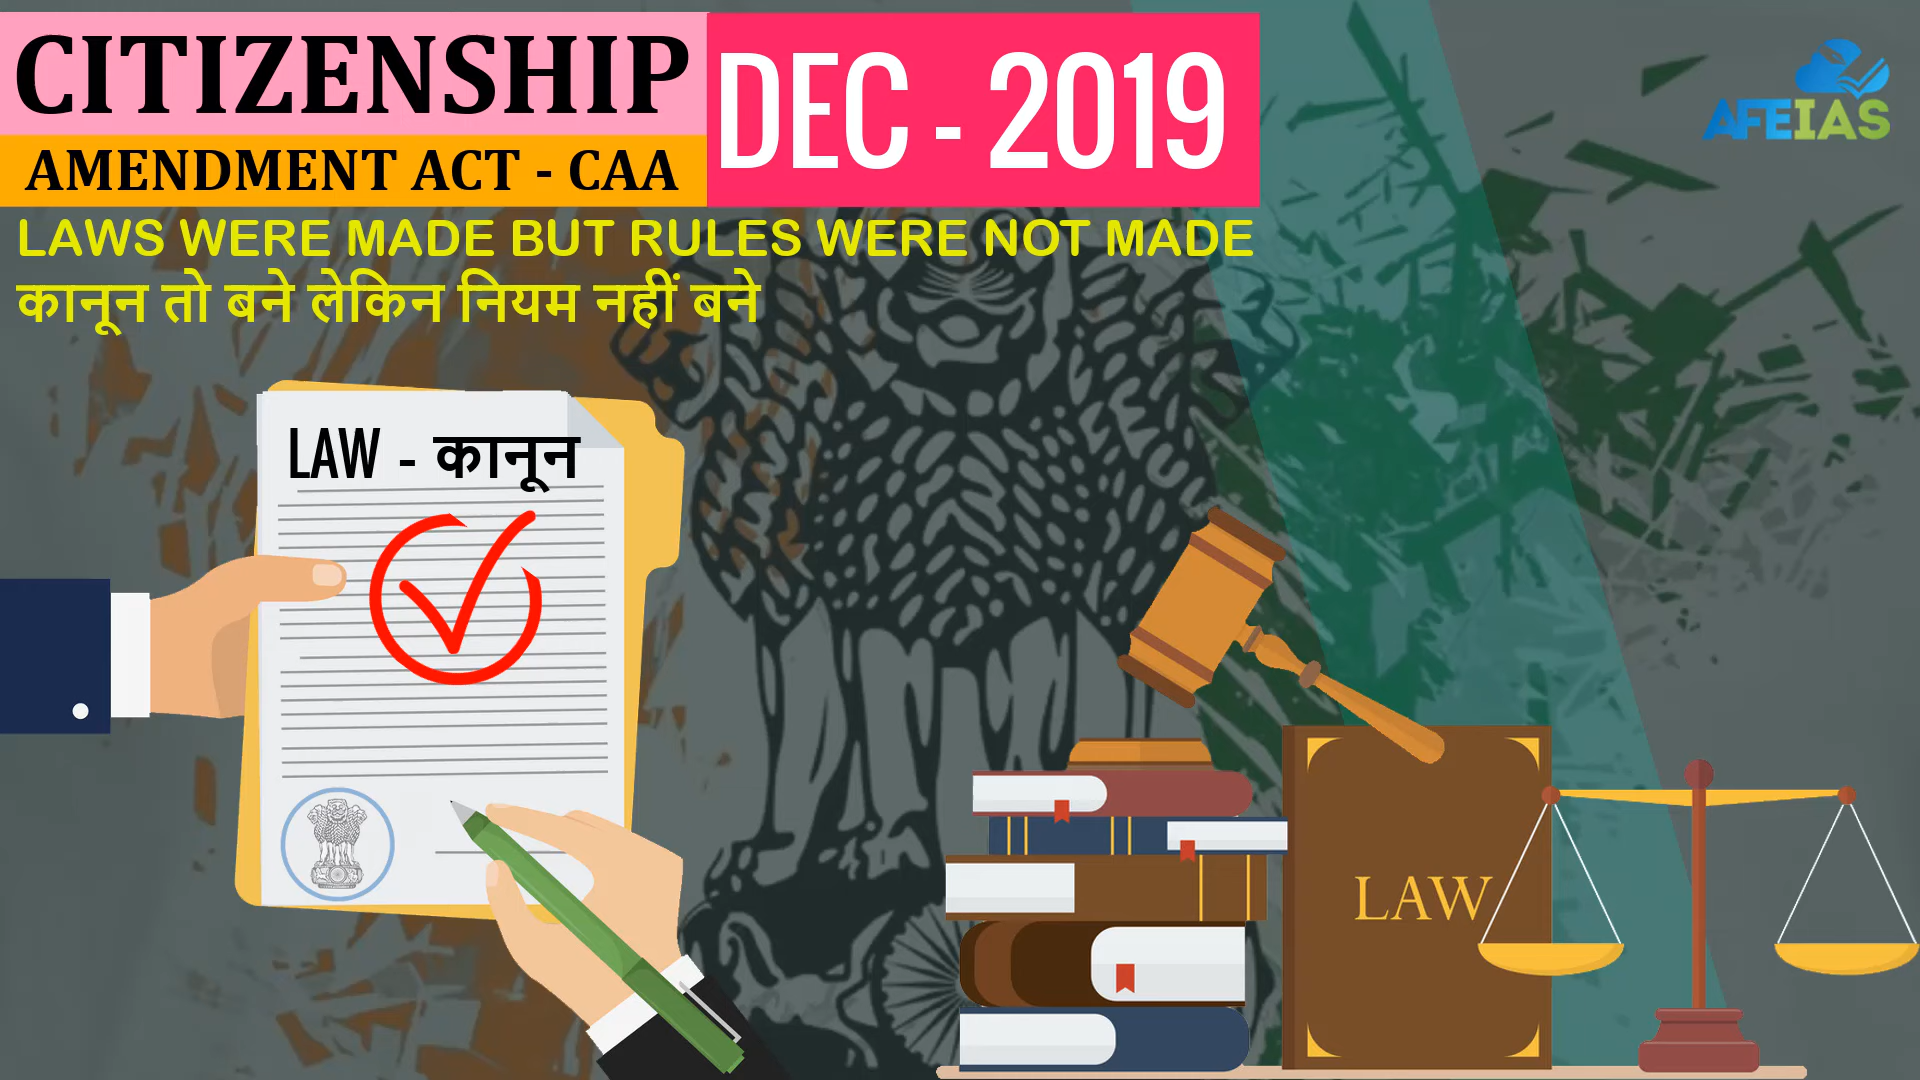 CITIZENSHIP
AMENDMENT ACT - CAA
DEC - 2019
AFEIAS
LAWS WERE MADE BUT RULES WERE NOT MADE
कानून तो बने लेकिन नियम नहीं बने
LAW - कानून
LAW